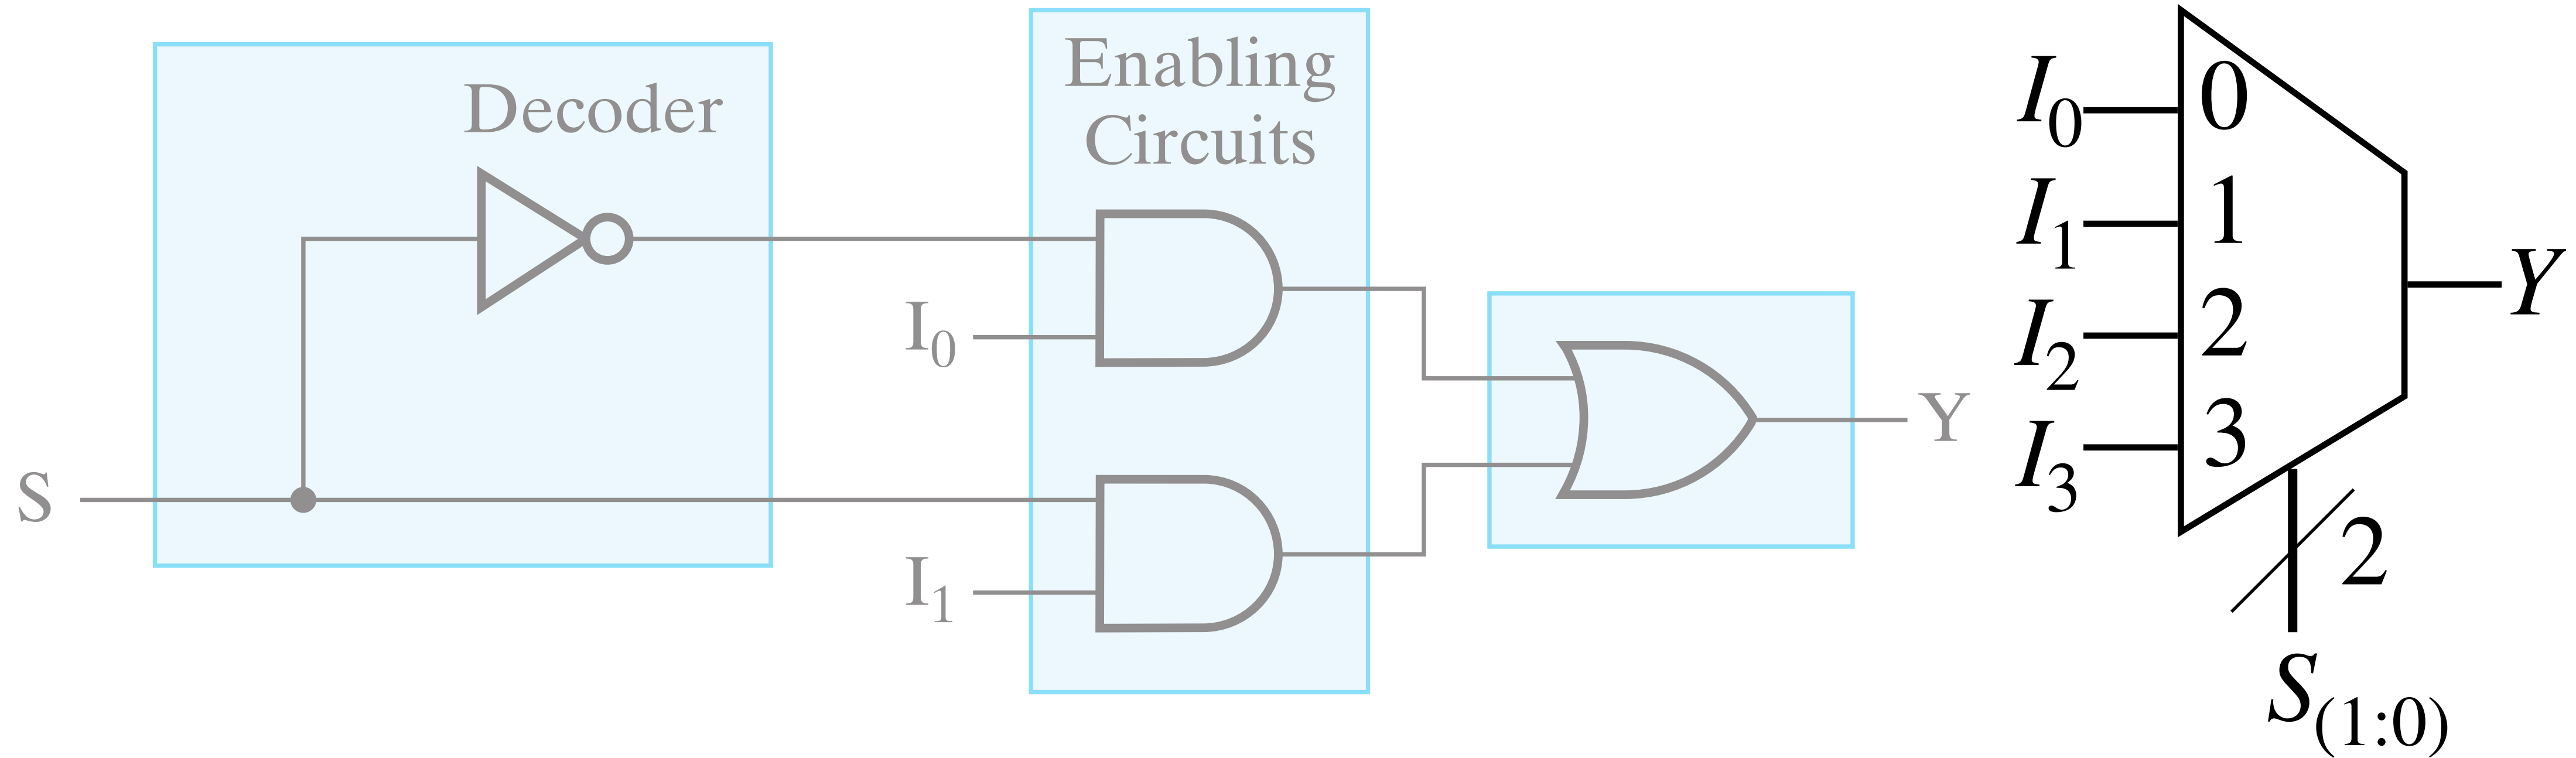 Decoder
Enabling
Circuits
I0
S
I1
Y
I0
0
I1
1
I2
2
I3
3
Y
2
S(1:0)